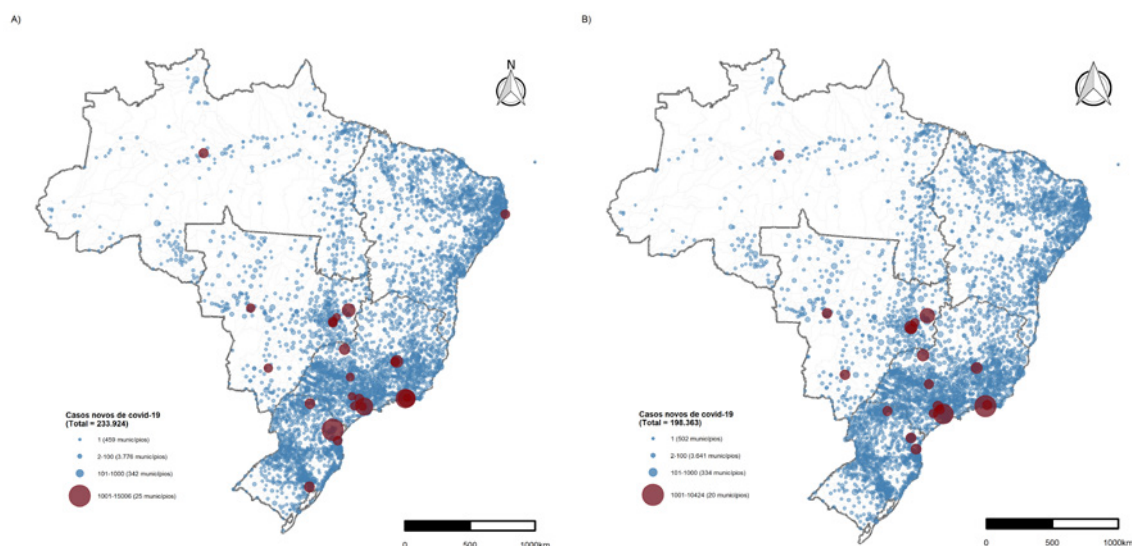 A)
B)
N
Casos novos de covid-19
(Total = 233.924)
1 (459 municípios)
2-100 (3.776 municípios)
101-1000 (342 municípios)
1001-15006 (25 municípios)
0 500 1000km
Casos novos de covid-19
(Total = 198.363)
1 (502 municípios)
2-100 (3.641 municípios)
101-1000 (334 municípios)
1001-10424 (20 municípios)
0 500 1000km